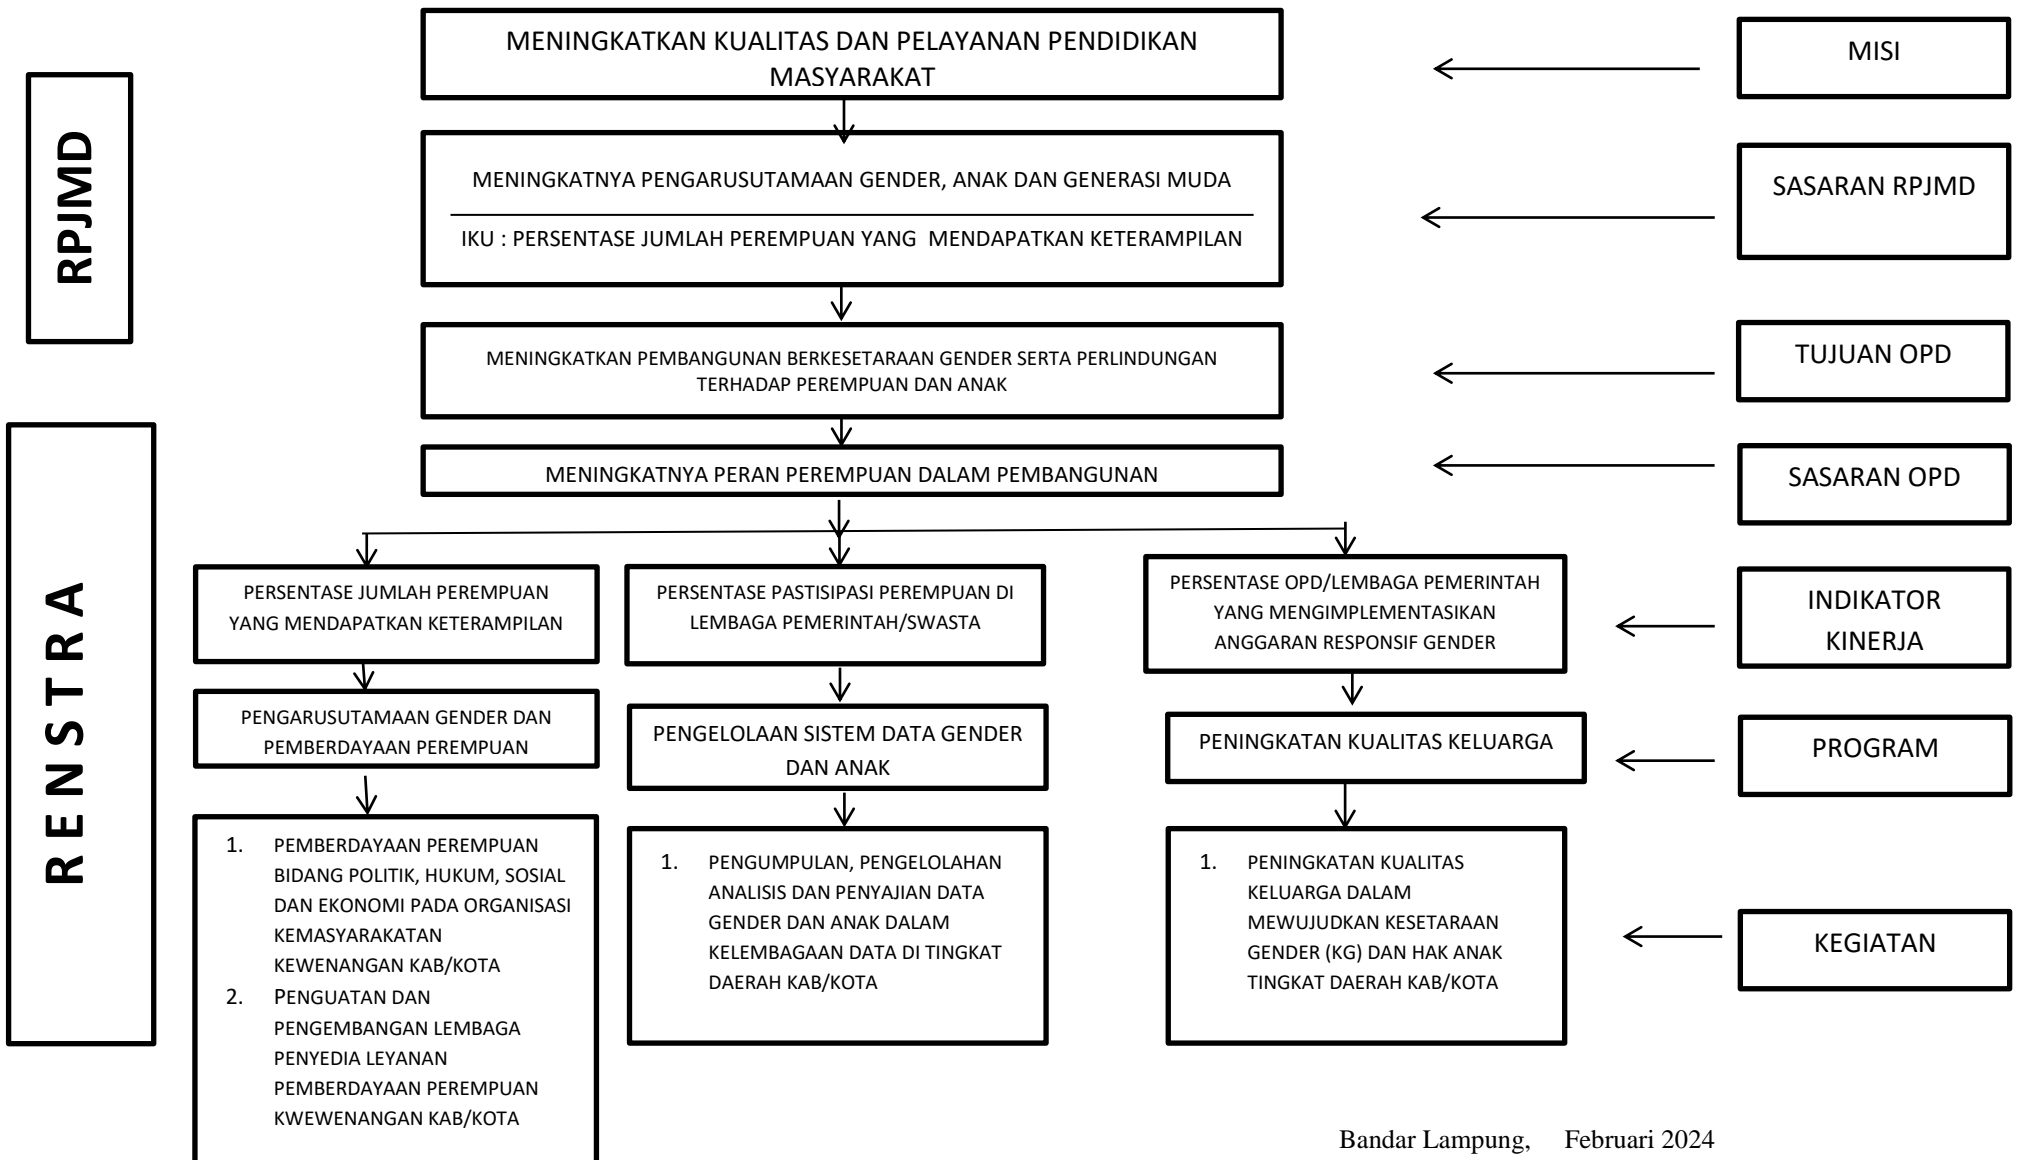 MENINGKATKAN KUALITAS DAN PELAYANAN PENDIDIKAN
MASYARAKAT
MISI
RPJMD
MENINGKATNYA PENGARUSUTAMAAN GENDER, ANAK DAN GENERASI MUDA
IKU : PERSENTASE JUMLAH PEREMPUAN YANG MENDAPATKAN KETERAMPILAN
SASARAN RPJMD
MENINGKATKAN PEMBANGUNAN BERKESETARAAN GENDER SERTA PERLINDUNGAN
TERHADAP PEREMPUAN DAN ANAK
TUJUAN OPD
RENSTRA
MENINGKATNYA PERAN PEREMPUAN DALAM PEMBANGUNAN
SASARAN OPD
PERSENTASE JUMLAH PEREMPUAN
YANG MENDAPATKAN KETERAMPILAN
PERSENTASE PASTISIPASI PEREMPUAN DI
LEMBAGA PEMERINTAH/SWASTA
PERSENTASE OPD/LEMBAGA PEMERINTAH
YANG MENGIMPLEMENTASIKAN
ANGGARAN RESPONSIF GENDER
INDIKATOR
KINERJA
PENGARUSUTAMAAN GENDER DAN
PEMBERDAYAAN PEREMPUAN
PENGELOLAAN SISTEM DATA GENDER
DAN ANAK
PENINGKATAN KUALITAS KELUARGA
PROGRAM
1. PEMBERDAYAAN PEREMPUAN
BIDANG POLITIK, HUKUM, SOSIAL
DAN EKONOMI PADA ORGANISASI
KEMASYARAKATAN
KEWENANGAN KAB/KOTA
2. PENGUATAN DAN
PENGEMBANGAN LEMBAGA
PENYEDIA LEYANAN
PEMBERDAYAAN PEREMPUAN
KWEWENANGAN KAB/KOTA
1. PENGUMPULAN, PENGELOLAHAN
ANALISIS DAN PENYAJIAN DATA
GENDER DAN ANAK DALAM
KELEMBAGAAN DATA DI TINGKAT
DAERAH KAB/KOTA
1. PENINGKATAN KUALITAS
KELUARGA DALAM
MEWUJUDKAN KESETARAAN
GENDER (KG) DAN HAK ANAK
TINGKAT DAERAH KAB/KOTA
KEGIATAN
Bandar Lampung, Februari 2024